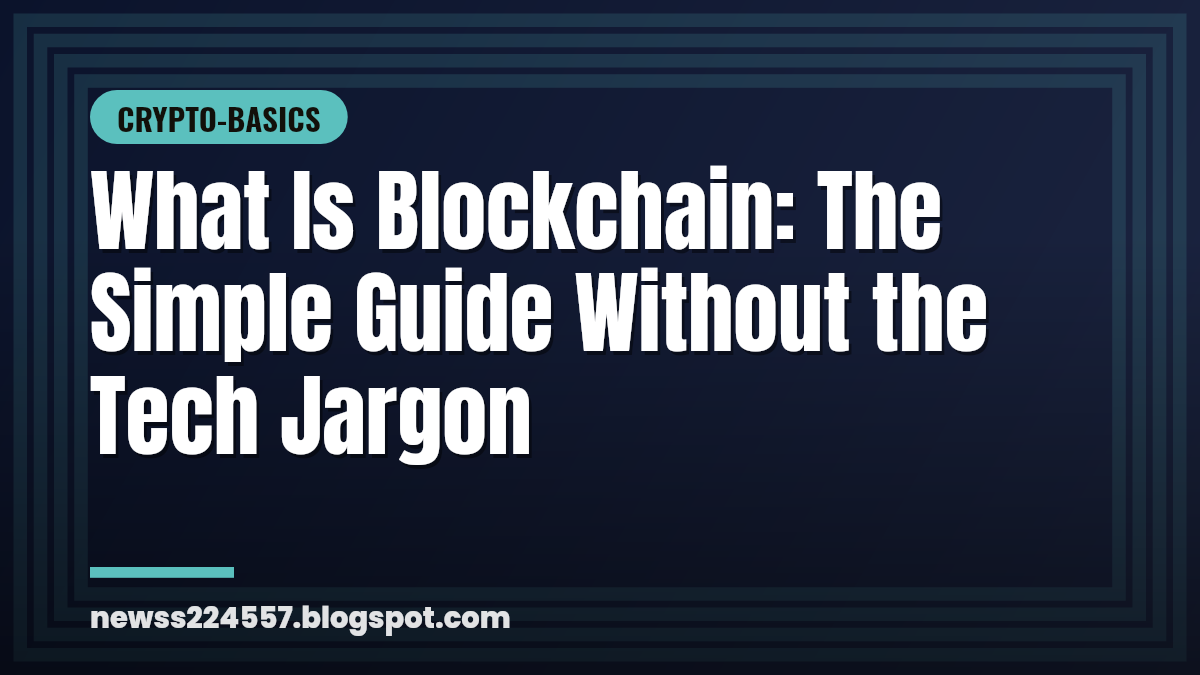 CRYPTO-BASICS
What Is Blockchain: The
Simple Guide Without the
Tech Jargon
newss224557.blogspot.com